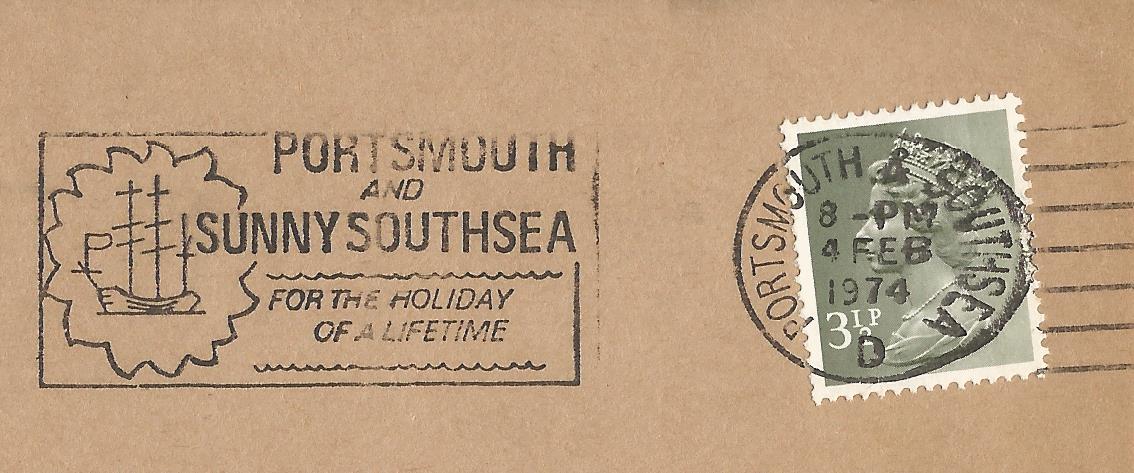 PORTSMOUTH
AND
SUNNY SOUTHSEA
FOR THE HOLIDAY
OF A LIFETIME
PORTSMOUTH & SOUTHSEA
8 -PM
4 FEB
1974
3½P
D